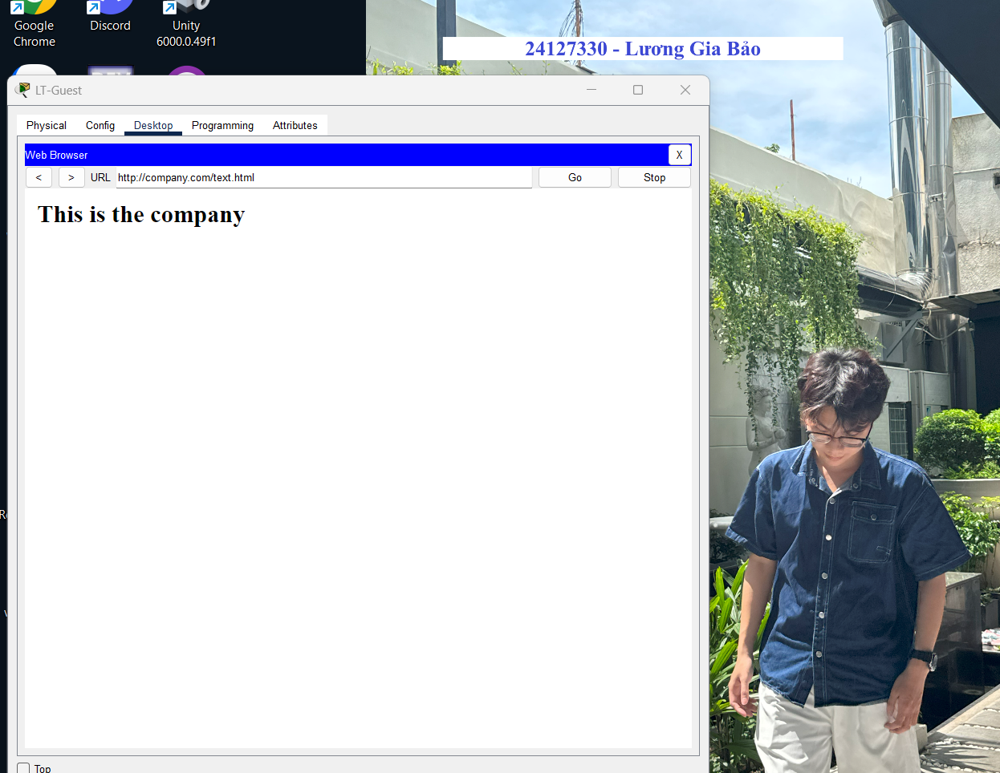 Google
Chrome
Discord
Unity
6000.0.49f1
24127330 - Lương Gia Bảo
LT-Guest
Physical Config Desktop Programming Attributes
Web Browser X
< > URL http://company.com/text.html Go Stop
This is the company
Top